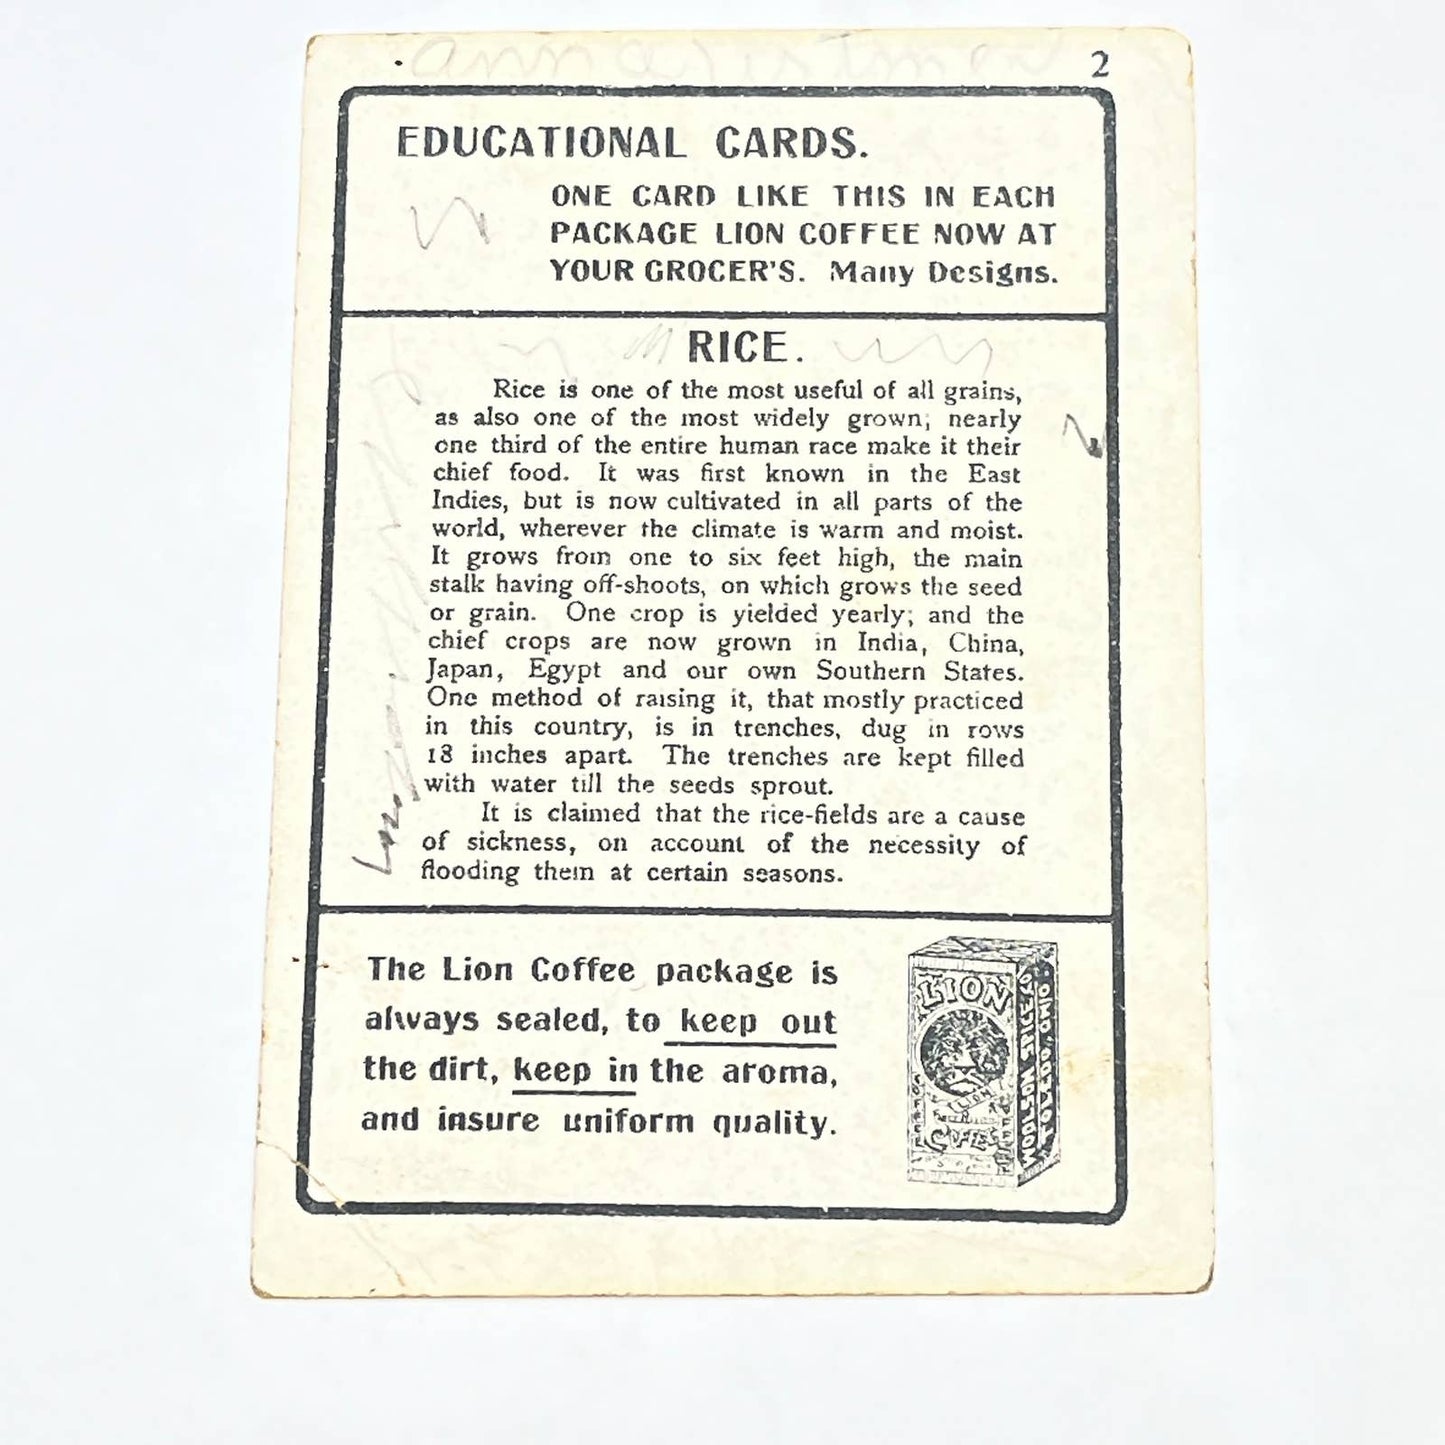 2
EDUCATIONAL CARDS.
ONE CARD LIKE THIS IN EACH
PACKAGE LION COFFEE NOW AT
YOUR GROCER'S. Many Designs.
RICE.
Rice is one of the most useful of all grains,
as also one of the most widely grown; nearly
one third of the entire human race make it their
chief food. It was first known in the East
Indies, but is now cultivated in all parts of the
world, wherever the climate is warm and moist.
It grows from one to six feet high, the main
stalk having off-shoots, on which grows the seed
or grain. One crop is yielded yearly; and the
chief crops are now grown in India, China,
Japan, Egypt and our own Southern States.
One method of raising it, that mostly practiced
in this country, is in trenches, dug in rows
18 inches apart. The trenches are kept filled
with water till the seeds sprout.
It is claimed that the rice-fields are a cause
of sickness, on account of the necessity of
flooding them at certain seasons.
The Lion Coffee package is
always sealed, to keep out
the dirt, keep in the aroma,
and insure uniform quality.
LION
LION
COFFEE
WOOLSON SPICE
TOLEDO, OHIO